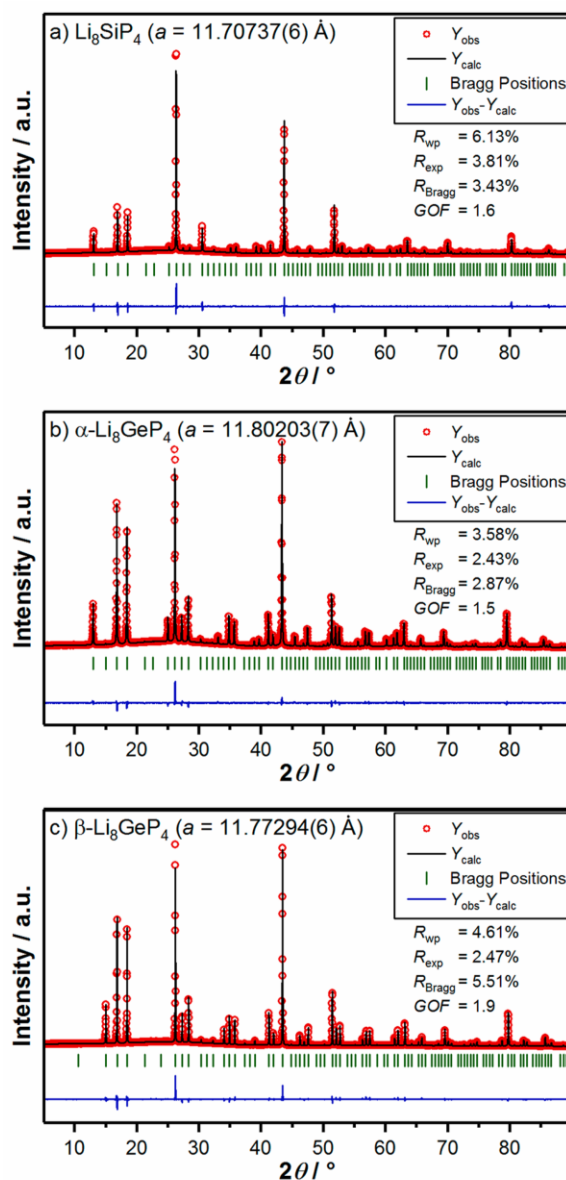 a) Li₈SiP₄ (a = 11.70737(6) Å)
Yobs
Ycalc
Bragg Positions
Yobs-Ycalc
Rwp = 6.13%
Rexp = 3.81%
RBragg = 3.43%
GOF = 1.6
Intensity / a.u.
10 20 30 40 50 60 70 80
2θ / °
b) α-Li₈GeP₄ (a = 11.80203(7) Å)
Yobs
Ycalc
Bragg Positions
Yobs-Ycalc
Rwp = 3.58%
Rexp = 2.43%
RBragg = 2.87%
GOF = 1.5
Intensity / a.u.
10 20 30 40 50 60 70 80
2θ / °
c) β-Li₈GeP₄ (a = 11.77294(6) Å)
Yobs
Ycalc
Bragg Positions
Yobs-Ycalc
Rwp = 4.61%
Rexp = 2.47%
RBragg = 5.51%
GOF = 1.9
Intensity / a.u.
10 20 30 40 50 60 70 80
2θ / °